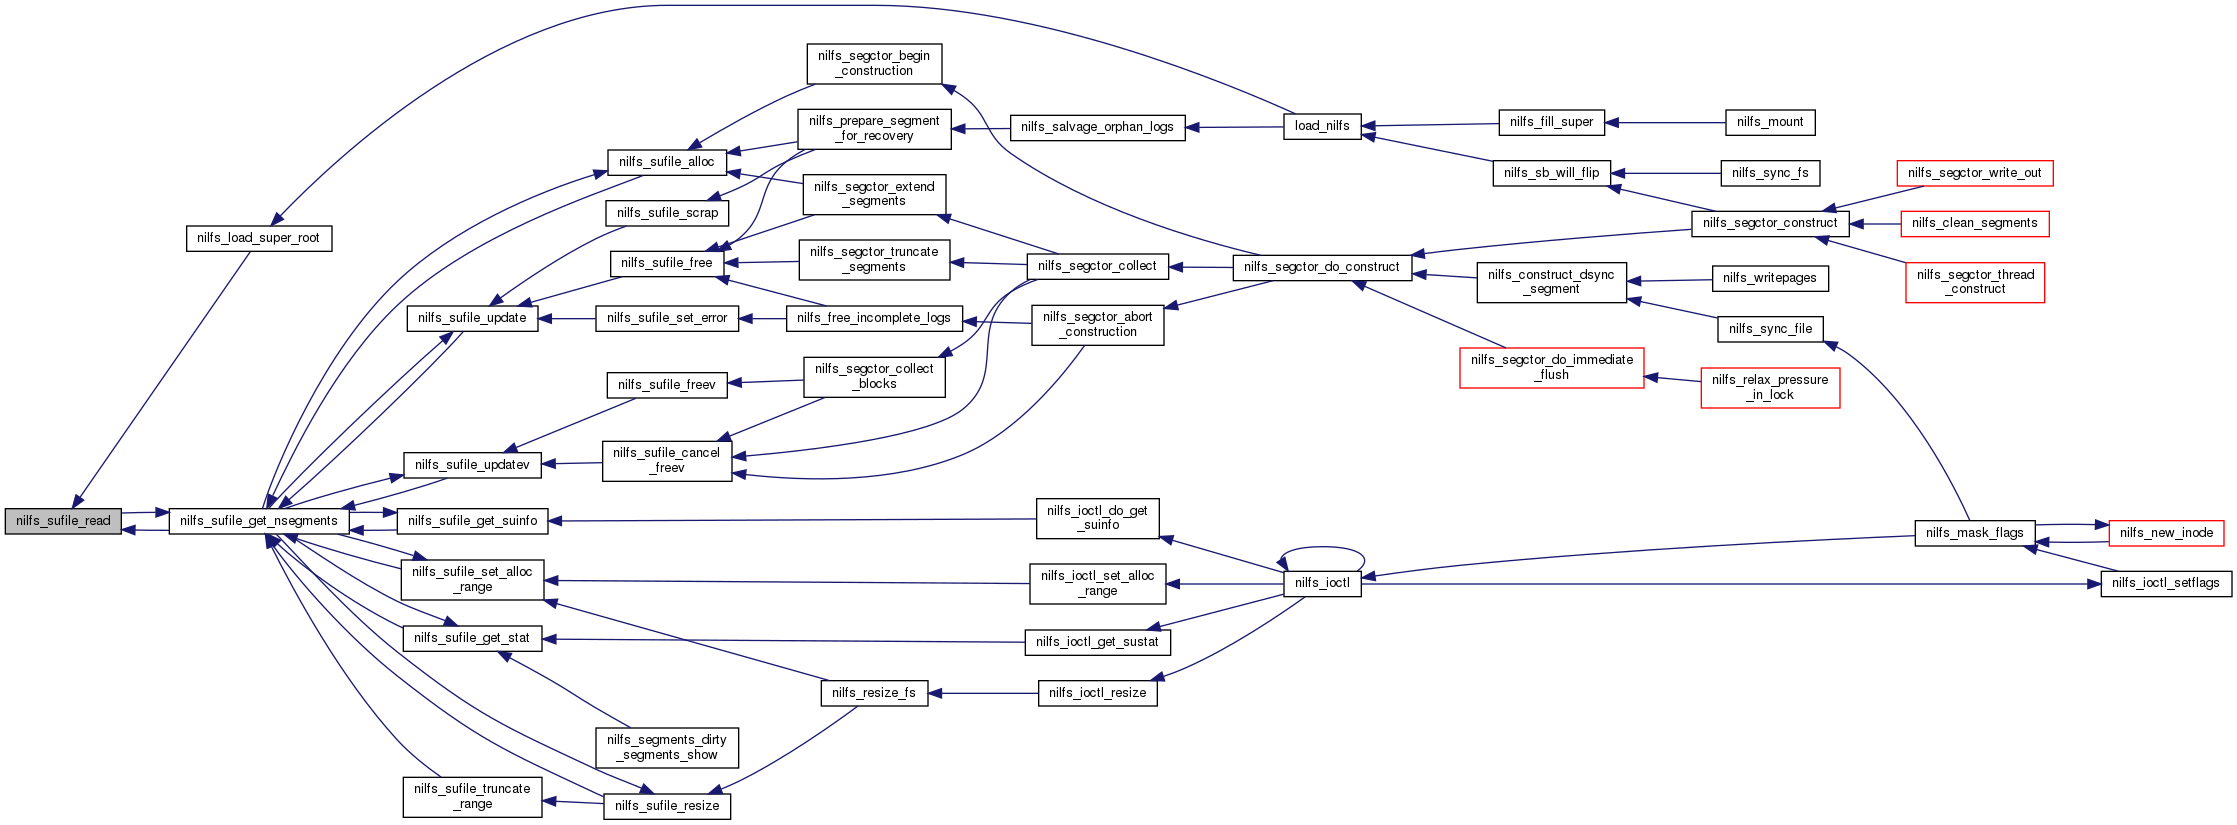 nilfs_segctor_begin
_construction
nilfs_prepare_segment
_for_recovery
nilfs_salvage_orphan_logs
load_nilfs
nilfs_fill_super
nilfs_mount
nilfs_sufile_alloc
nilfs_sb_will_flip
nilfs_sync_fs
nilfs_segctor_write_out
nilfs_segctor_extend
_segments
nilfs_sufile_scrap
nilfs_segctor_construct
nilfs_clean_segments
nilfs_load_super_root
nilfs_sufile_free
nilfs_segctor_truncate
_segments
nilfs_segctor_collect
nilfs_segctor_do_construct
nilfs_construct_dsync
_segment
nilfs_writepages
nilfs_segctor_thread
_construct
nilfs_sufile_update
nilfs_sufile_set_error
nilfs_free_incomplete_logs
nilfs_segctor_abort
_construction
nilfs_sync_file
nilfs_sufile_freev
nilfs_segctor_collect
_blocks
nilfs_segctor_do_immediate
_flush
nilfs_relax_pressure
_in_lock
nilfs_sufile_updatev
nilfs_sufile_cancel
_freev
nilfs_sufile_read
nilfs_sufile_get_nsegments
nilfs_sufile_get_suinfo
nilfs_ioctl_do_get
_suinfo
nilfs_mask_flags
nilfs_new_inode
nilfs_sufile_set_alloc
_range
nilfs_ioctl_set_alloc
_range
nilfs_ioctl
nilfs_ioctl_setflags
nilfs_sufile_get_stat
nilfs_ioctl_get_sustat
nilfs_resize_fs
nilfs_ioctl_resize
nilfs_segments_dirty
_segments_show
nilfs_sufile_truncate
_range
nilfs_sufile_resize